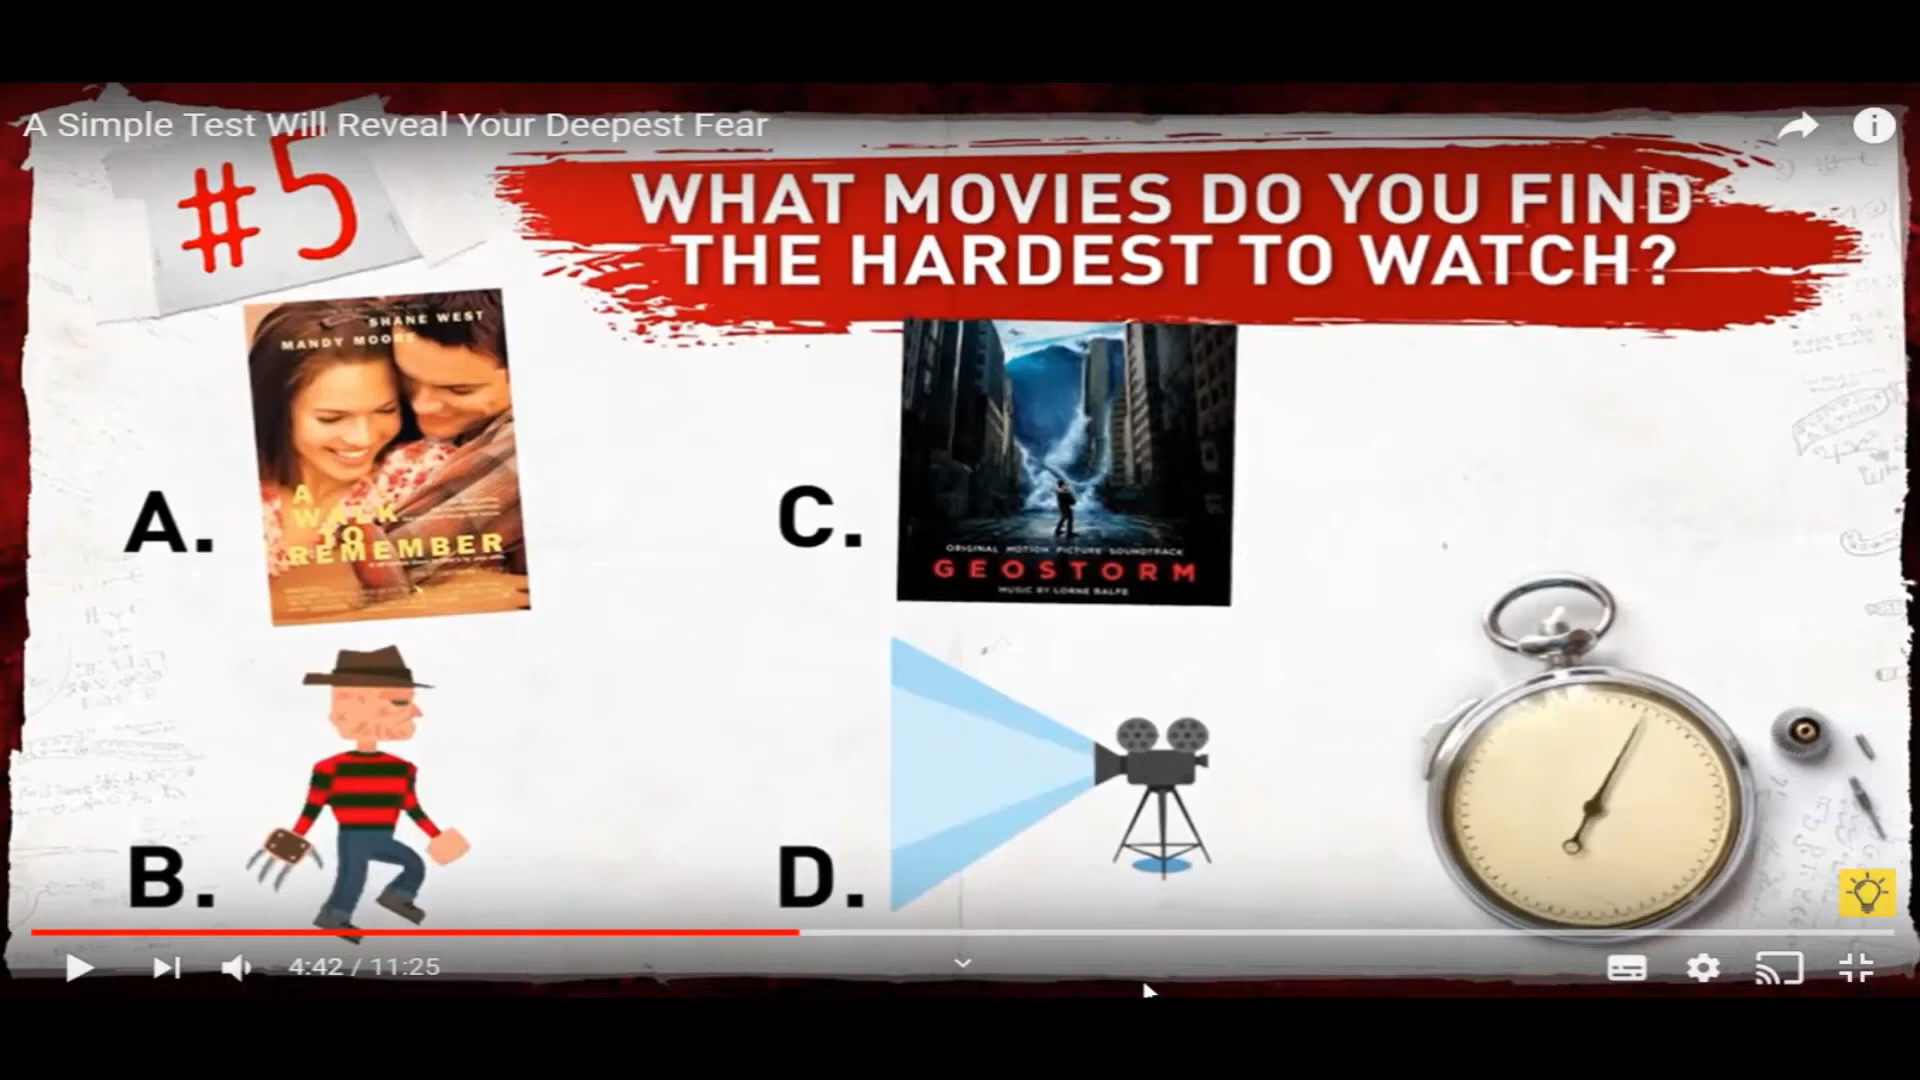 A Simple Test Will Reveal Your Deepest Fear
#5
WHAT MOVIES DO YOU FIND
THE HARDEST TO WATCH?
A.
SHANE WEST
MANDY MOORE
A
WALK
TO
REMEMBER
C.
ORIGINAL MOTION PICTURE SOUNDTRACK
GEOSTORM
MUSIC BY LORNE BALFE
B.
D.
4:42 / 11:25